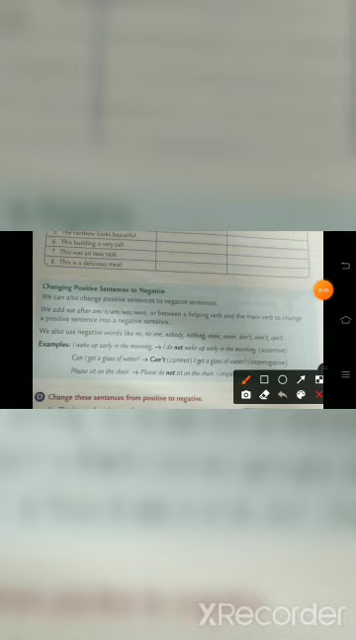 5. The rainbow looks beautiful.
6. This building is very tall.
7. This was an easy task.
8. This is a delicious meal.
Changing Positive Sentences to Negative
We can also change positive sentences to negative sentences.
We add not after am/is/are/was/were, or between a helping verb and the main verb to change
a positive sentence into a negative sentence.
We also use negative words like no, no one, nobody, nothing, none, never, don't, won't, can't.
Examples: I wake up early in the morning. → I do not wake up early in the morning. (assertive)
Can I get a glass of water? → Can't (cannot) I get a glass of water? (interrogative)
Please sit on the chair. → Please do not sit on the chair.
D Change these sentences from positive to negative.
XRecorder